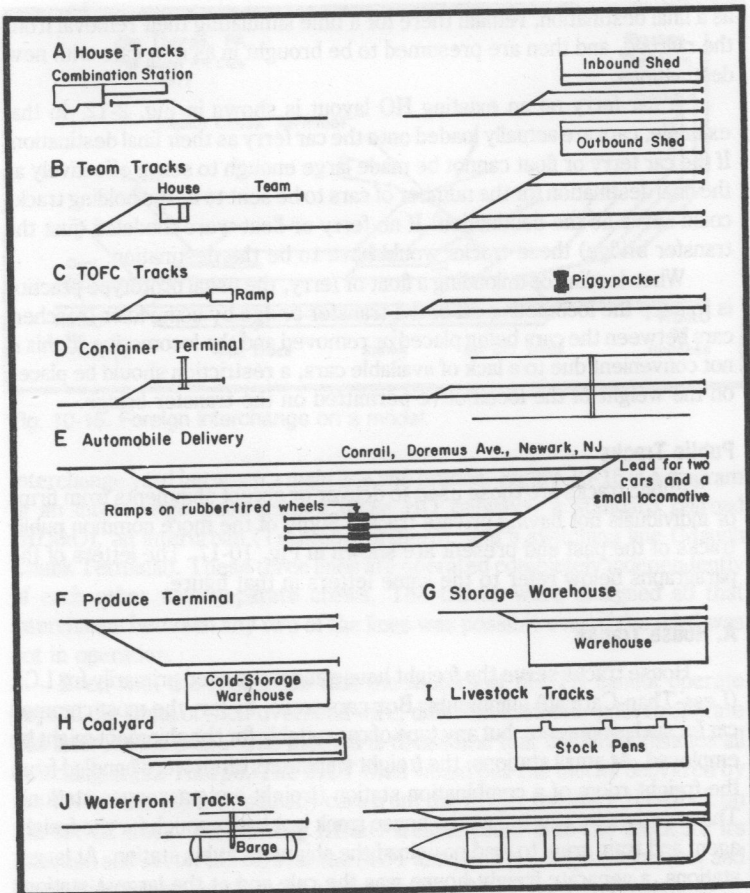 A House Tracks
Combination Station
Inbound Shed
Outbound Shed
B Team Tracks
House Team
C TOFC Tracks
Ramp
Piggypacker
D Container Terminal
E Automobile Delivery
Conrail, Doremus Ave., Newark, NJ
Lead for two
cars and a
small locomotive
Ramps on rubber-tired wheels
F Produce Terminal
Cold-Storage
Warehouse
G Storage Warehouse
Warehouse
H Coalyard
I Livestock Tracks
Stock Pens
J Waterfront Tracks
Barge